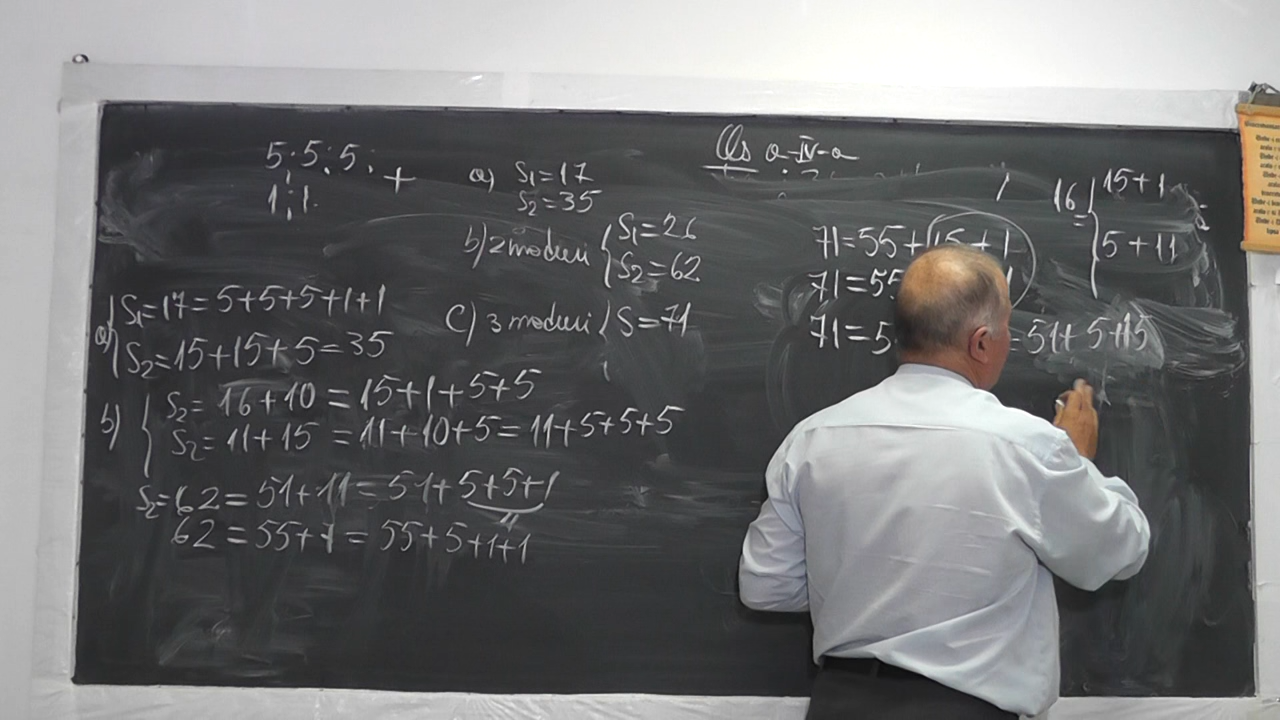 5; 5; 5; +
1; 1.
a) S₁=17
S₂=35
b) 2 moduri { S₁=26
S₂=62
c) 3 moduri { S=71
a) S₁=17=5+5+5+1+1
S₂=15+15+5=35
b) S₂=16+10=15+1+5+5
S₂=11+15=11+10+5=11+5+5+5
S₂=62=51+11=51+5+5+1
11
62=55+7=55+5+1+1
a-IV-a
71=55+15+1
71=55
71=5 =51+5+15
16= { 15+1
5+11